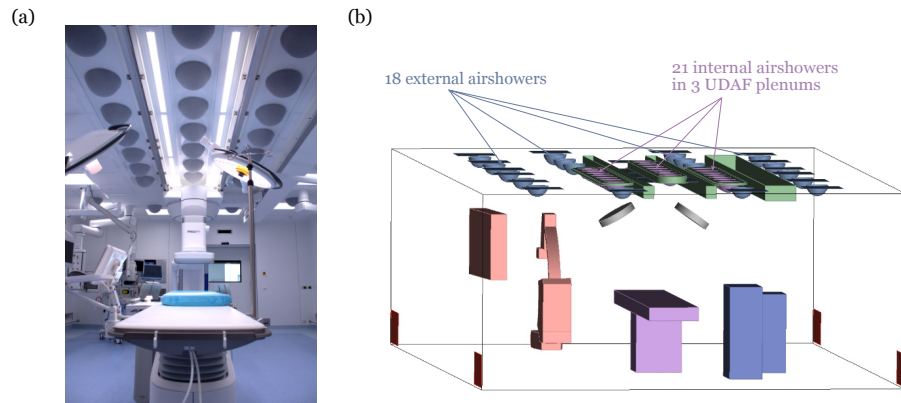 (a)
(b)
18 external airshowers
21 internal airshowers
in 3 UDAF plenums